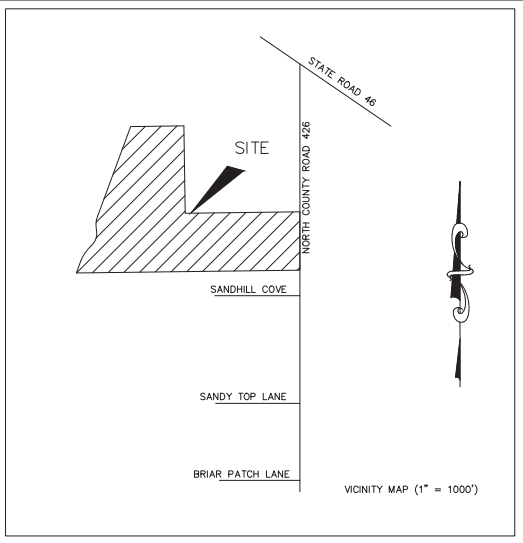 STATE ROAD 46
NORTH COUNTY ROAD 426
SITE
SANDHILL COVE
SANDY TOP LANE
BRIAR PATCH LANE
VICINITY MAP (1" = 1000')